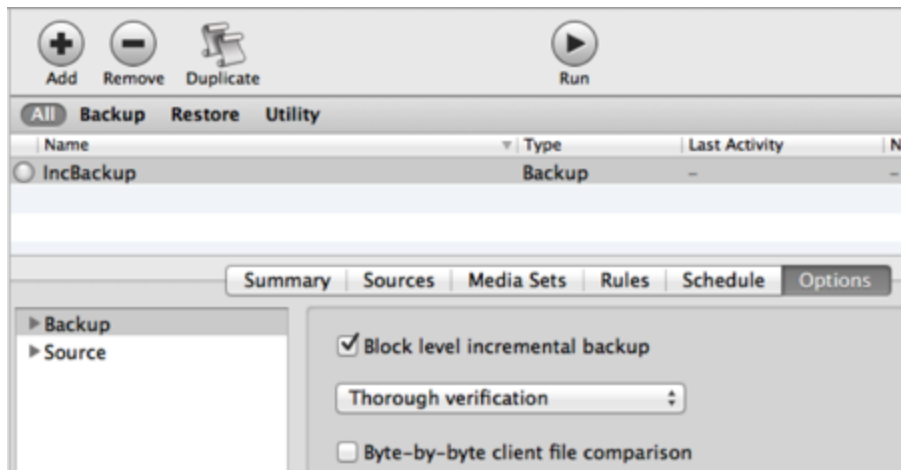 Add Remove Duplicate Run
All Backup Restore Utility
Name Type Last Activity N
IncBackup Backup – –
Summary Sources Media Sets Rules Schedule Options
Backup
Source
Block level incremental backup
Thorough verification
Byte-by-byte client file comparison